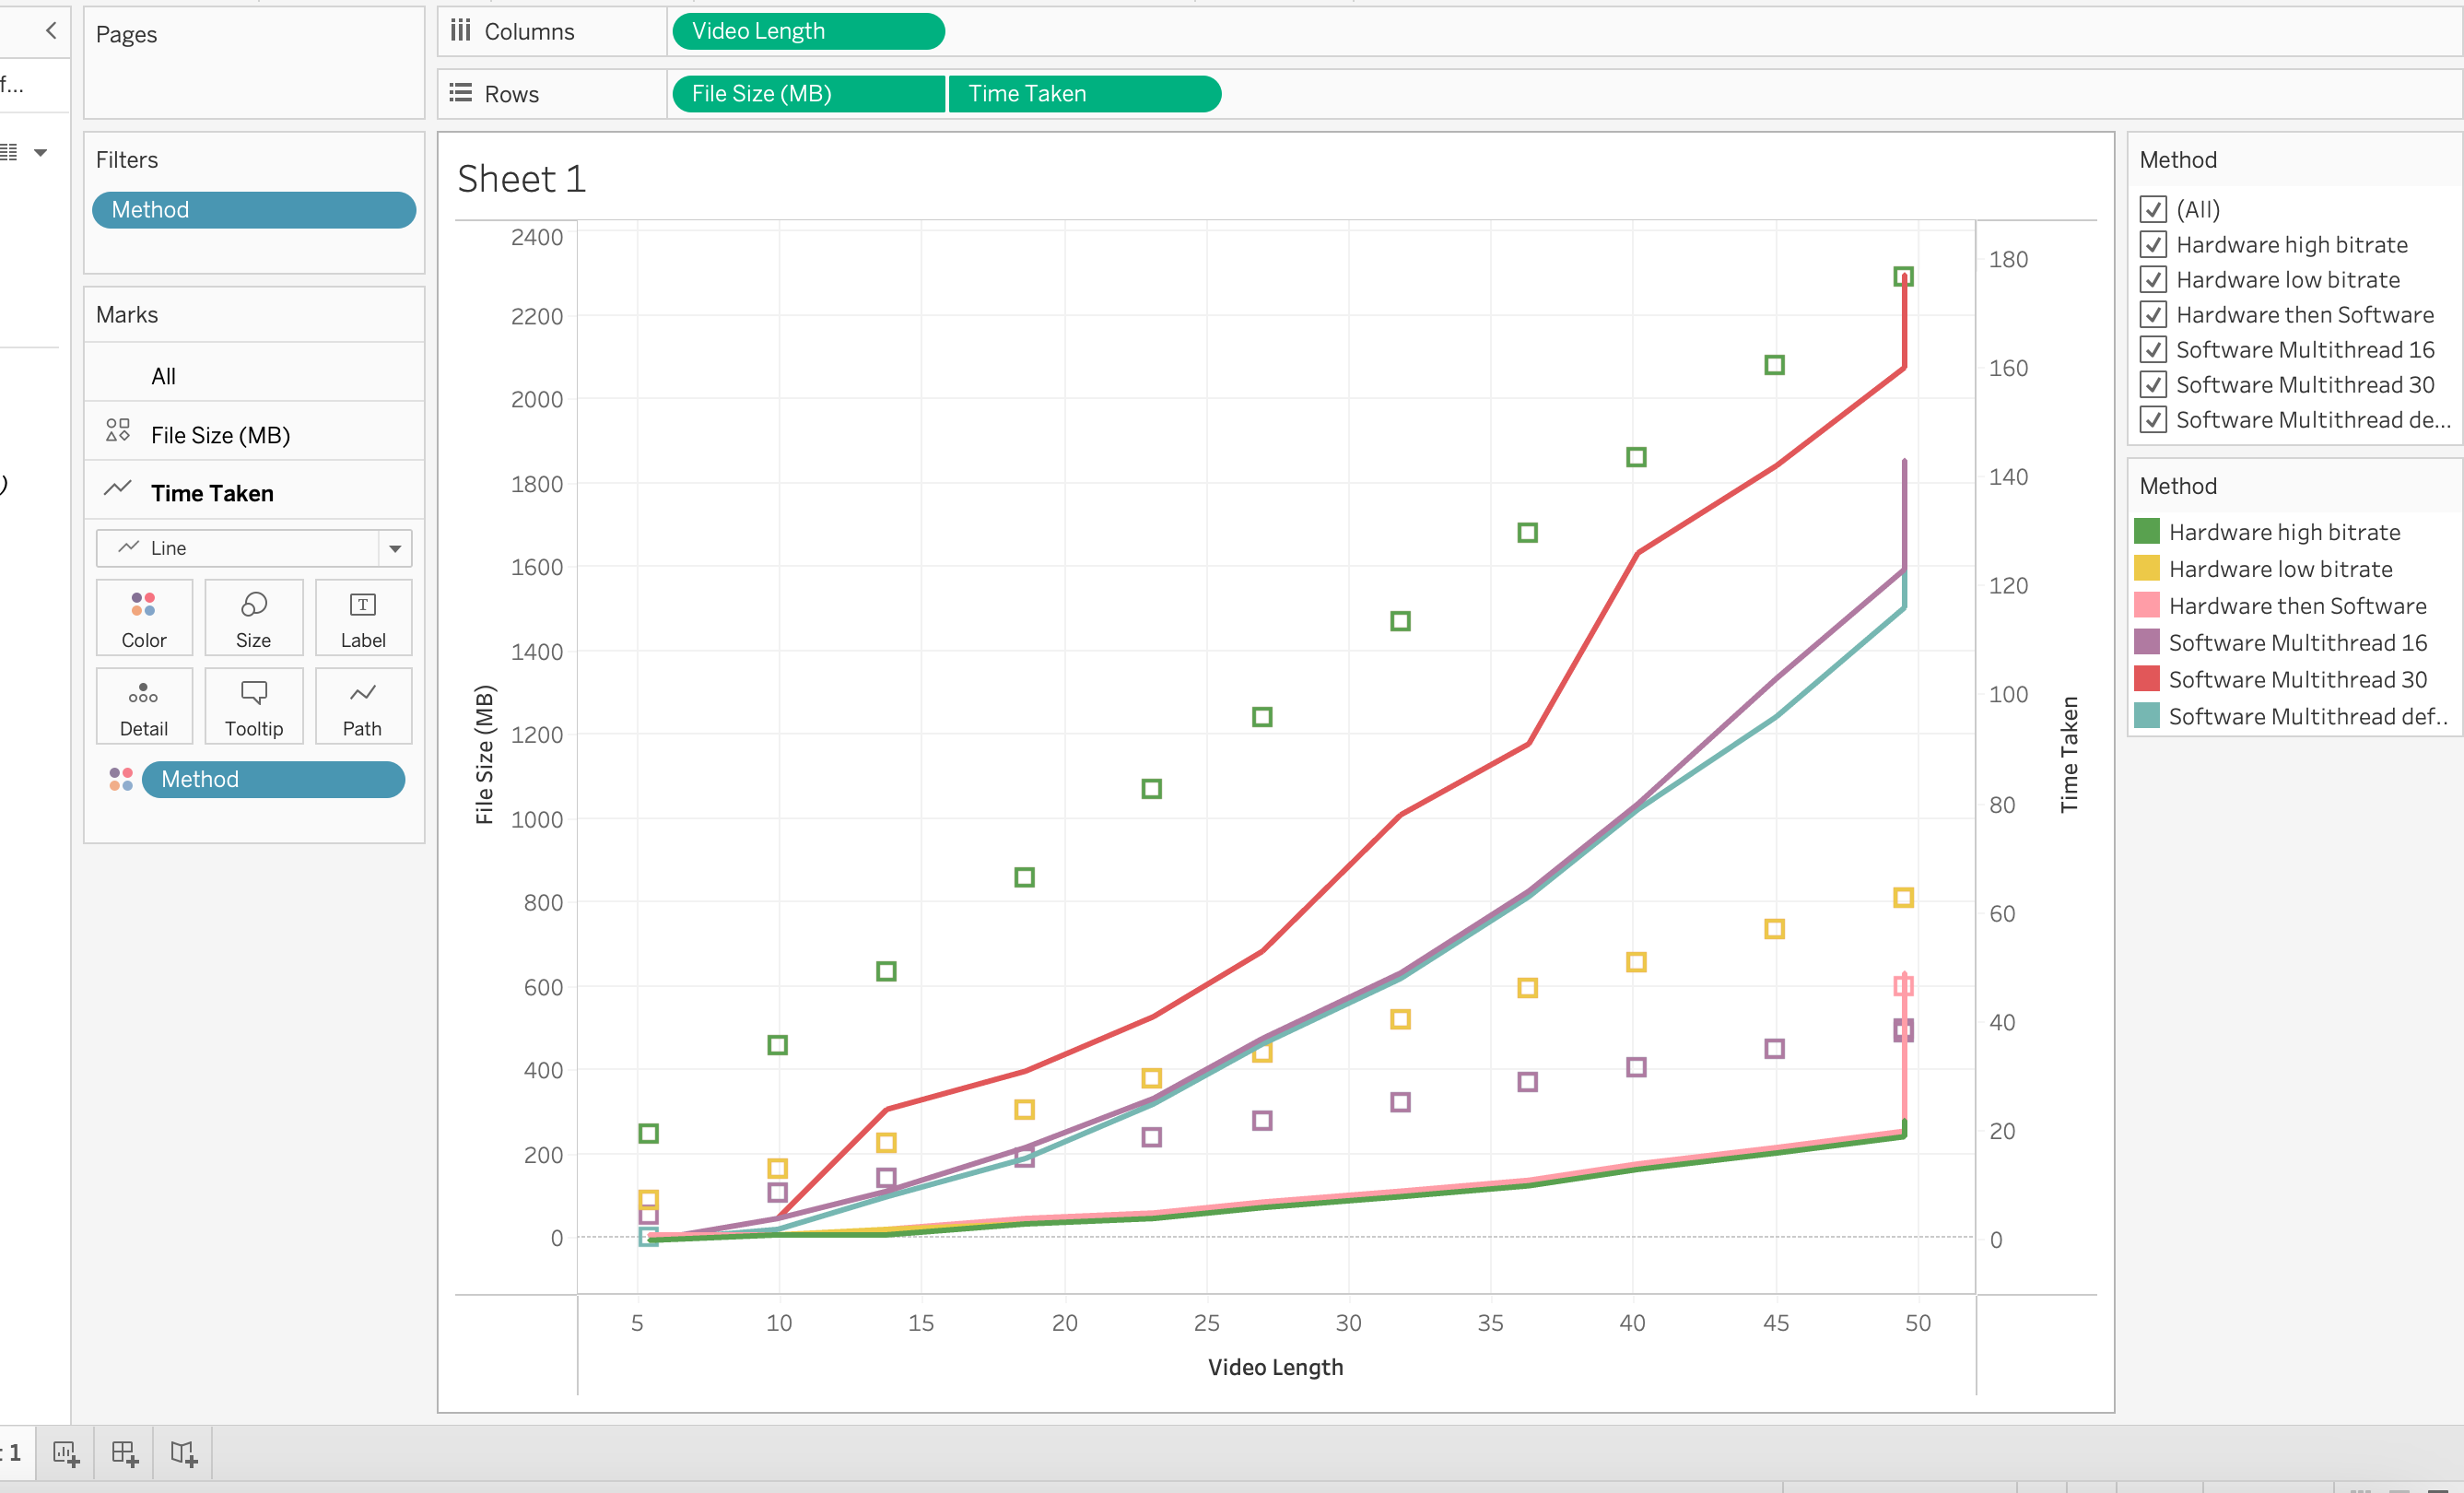 Pages
Columns
Video Length
f...
Rows
File Size (MB)
Time Taken
Filters
Method
Marks
All
File Size (MB)
)
Time Taken
Line
Color
Size
T
Label
Detail
Tooltip
Path
Method
Sheet 1
2400
2200
2000
1800
1600
1400
1200
1000
800
600
400
200
0
File Size (MB)
180
160
140
120
100
80
60
40
20
0
Time Taken
5
10
15
20
25
30
35
40
45
50
Video Length
Method
(All)
Hardware high bitrate
Hardware low bitrate
Hardware then Software
Software Multithread 16
Software Multithread 30
Software Multithread de...
Method
Hardware high bitrate
Hardware low bitrate
Hardware then Software
Software Multithread 16
Software Multithread 30
Software Multithread def..
1